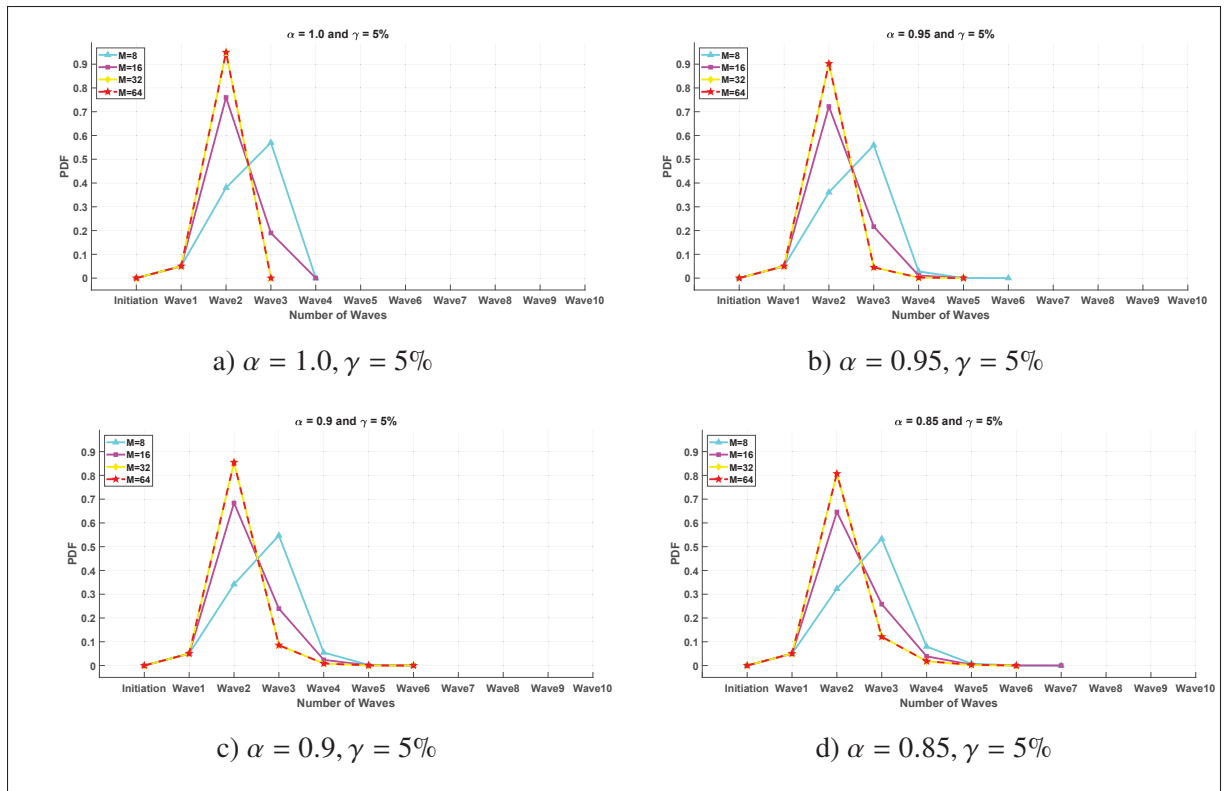 α = 1.0 and γ = 5%
M=8
M=16
M=32
M=64
0.9
0.8
0.7
0.6
0.5
0.4
0.3
0.2
0.1
0
PDF
Initiation Wave1 Wave2 Wave3 Wave4 Wave5 Wave6 Wave7 Wave8 Wave9 Wave10
Number of Waves
a) α = 1.0, γ = 5%
α = 0.95 and γ = 5%
M=8
M=16
M=32
M=64
0.9
0.8
0.7
0.6
0.5
0.4
0.3
0.2
0.1
0
PDF
Initiation Wave1 Wave2 Wave3 Wave4 Wave5 Wave6 Wave7 Wave8 Wave9 Wave10
Number of Waves
b) α = 0.95, γ = 5%
α = 0.9 and γ = 5%
M=8
M=16
M=32
M=64
0.9
0.8
0.7
0.6
0.5
0.4
0.3
0.2
0.1
0
PDF
Initiation Wave1 Wave2 Wave3 Wave4 Wave5 Wave6 Wave7 Wave8 Wave9 Wave10
Number of Waves
c) α = 0.9, γ = 5%
α = 0.85 and γ = 5%
M=8
M=16
M=32
M=64
0.9
0.8
0.7
0.6
0.5
0.4
0.3
0.2
0.1
0
PDF
Initiation Wave1 Wave2 Wave3 Wave4 Wave5 Wave6 Wave7 Wave8 Wave9 Wave10
Number of Waves
d) α = 0.85, γ = 5%